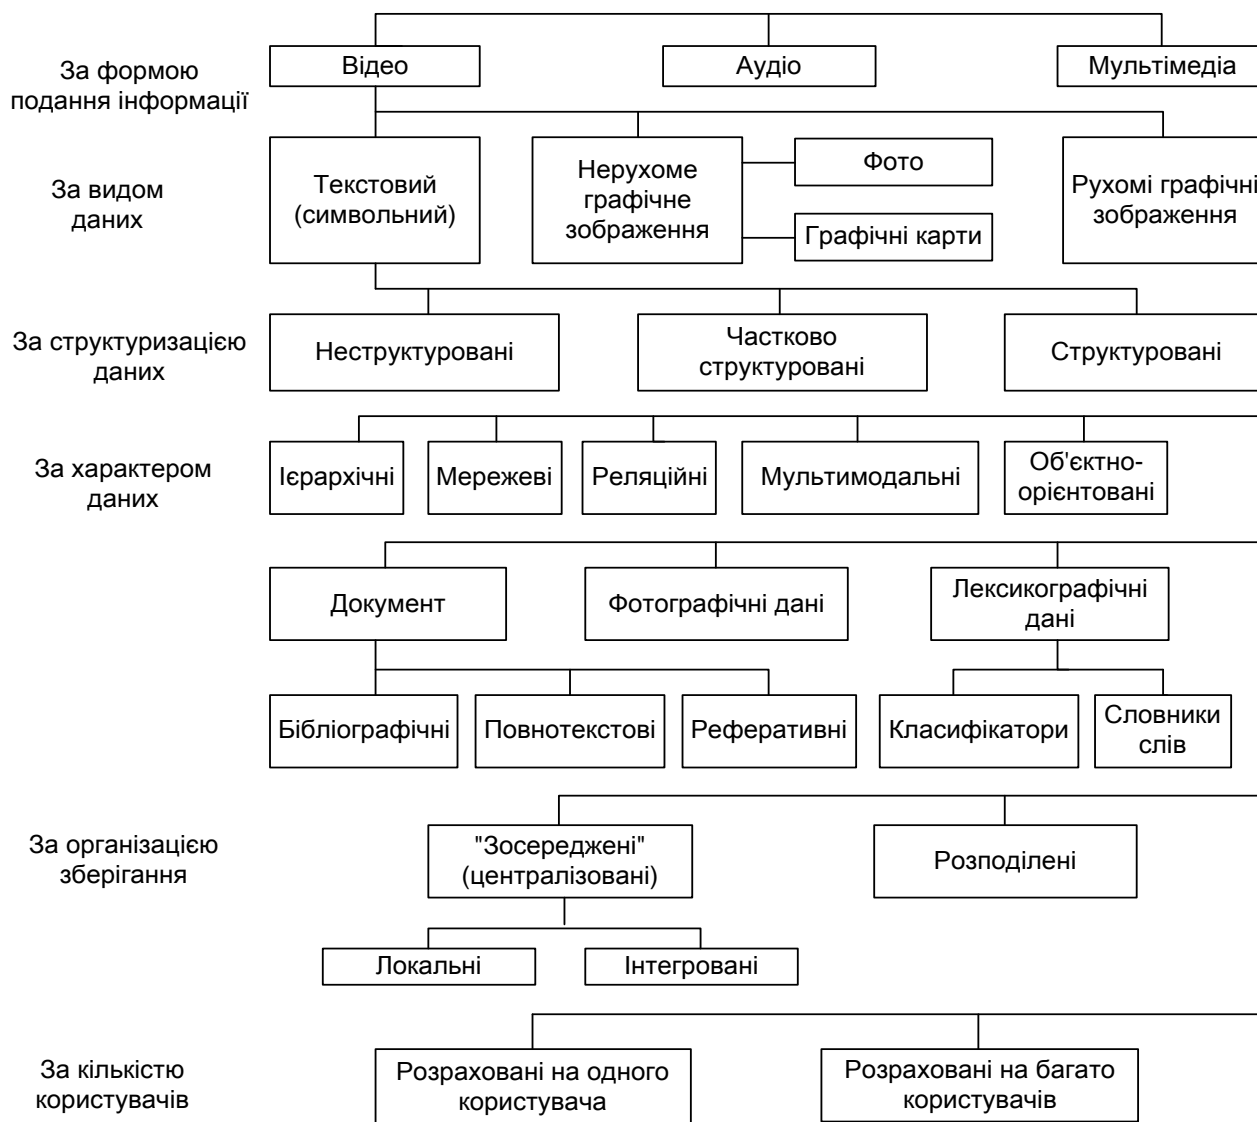 За формою
подання інформації
Відео
Аудіо
Мультімедіа
За видом
даних
Текстовий
(символьний)
Нерухоме
графічне
зображення
Фото
Графічні карти
Рухомі графічні
зображення
За структуризацією
даних
Неструктуровані
Частково
структуровані
Структуровані
За характером
даних
Ієрархічні
Мережеві
Реляційні
Мультимодальні
Об'єктно-
орієнтовані
Документ
Фотографічні дані
Лексикографічні
дані
Бібліографічні
Повнотекстові
Реферативні
Класифікатори
Словники
слів
За організацією
зберігання
"Зосереджені"
(централізовані)
Розподілені
Локальні
Інтегровані
За кількістю
користувачів
Розраховані на одного
користувача
Розраховані на багато
користувачів